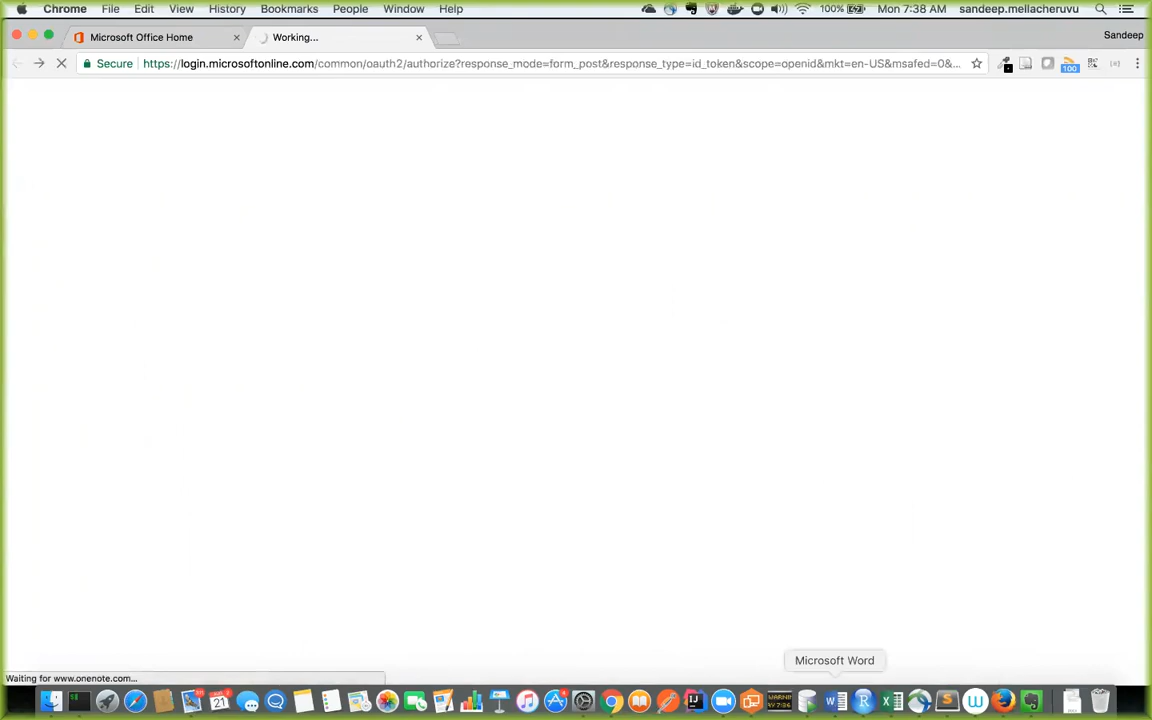 Chrome File Edit View History Bookmarks People Window Help 100% Mon 7:38 AM sandeep.mellacheruvu
Microsoft Office Home Working... Sandeep
Secure https://login.microsoftonline.com/common/oauth2/authorize?response_mode=form_post&response_type=id_token&scope=openid&mkt=en-US&msafed=0&... 100
Microsoft Word
Waiting for www.onenote.com...